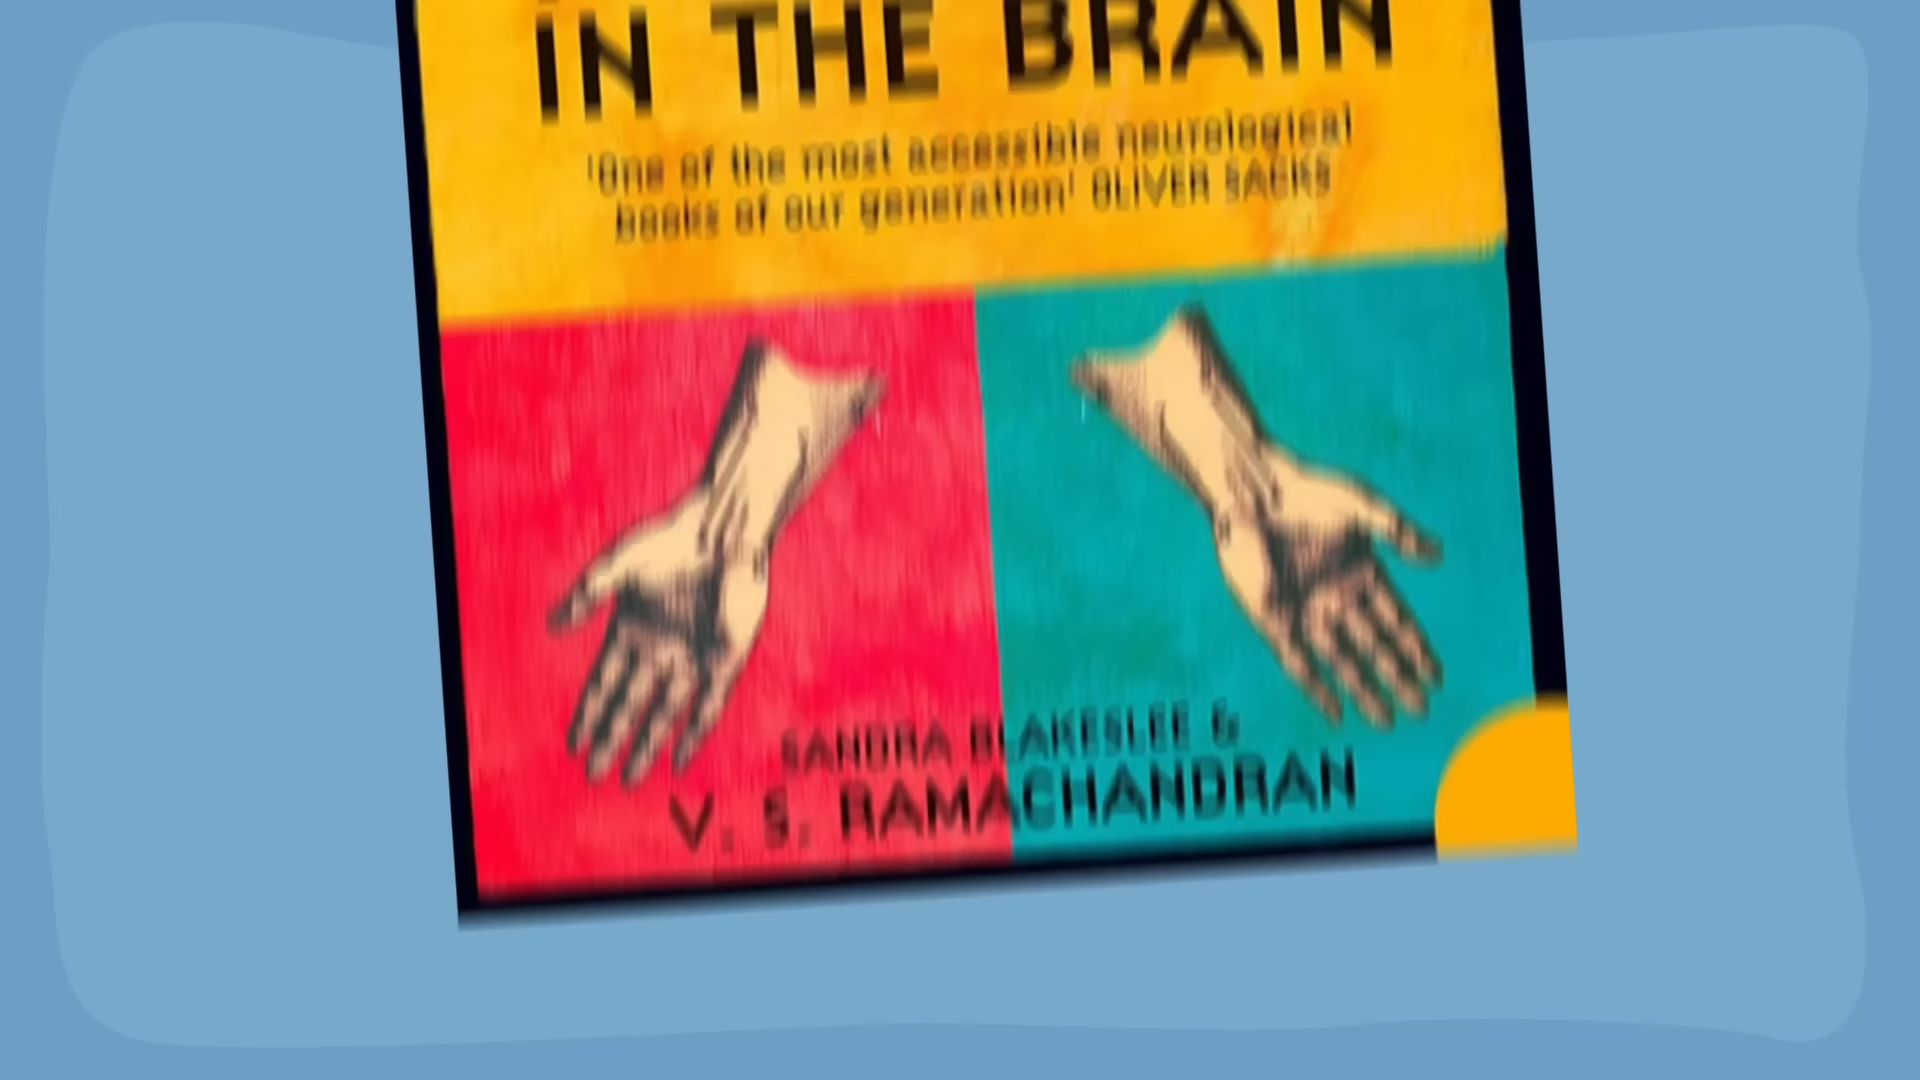 IN THE BRAIN
'One of the most accessible neurological
books of our generation' OLIVER SACKS
SANDRA BLAKESLEE &
V. S. RAMACHANDRAN